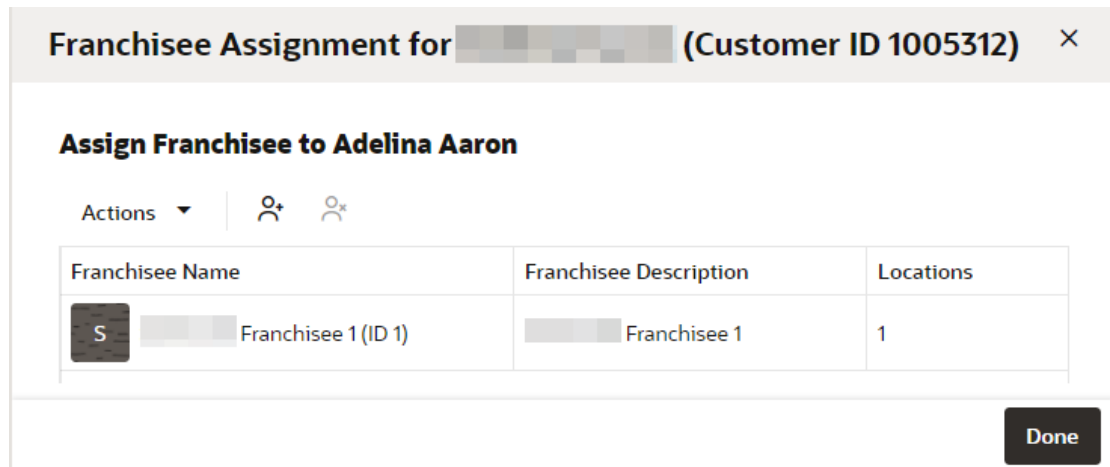 Franchisee Assignment for (Customer ID 1005312) ×
Assign Franchisee to Adelina Aaron
Actions
Franchisee Name Franchisee Description Locations
S Franchisee 1 (ID 1) Franchisee 1 1
Done